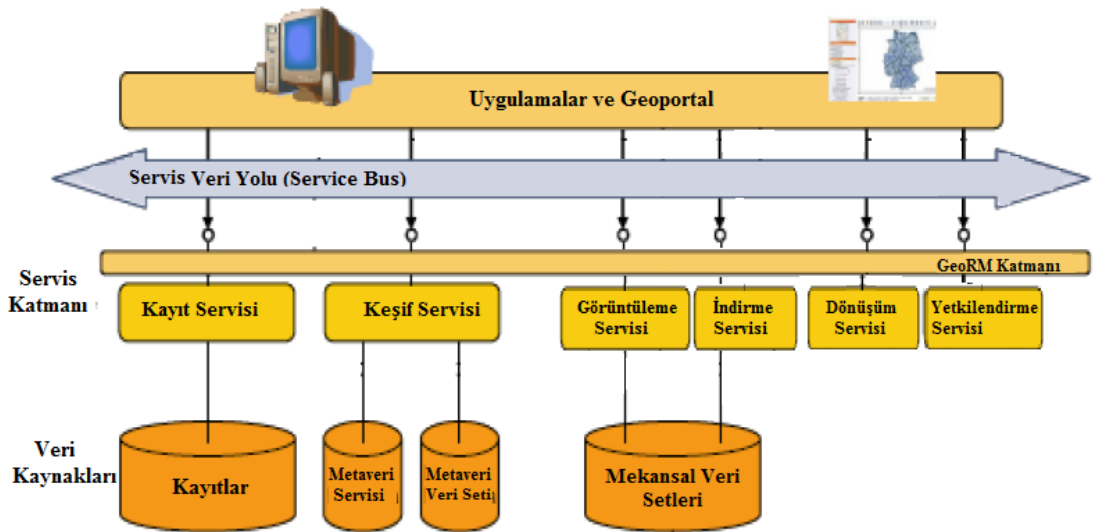 Uygulamalar ve Geoportal
Servis Veri Yolu (Service Bus)
GeoRM Katmanı
Servis
Katmanı
Kayıt Servisi
Keşif Servisi
Görüntüleme
Servisi
İndirme
Servisi
Dönüşüm
Servisi
Yetkilendirme
Servisi
Veri
Kaynakları
Kayıtlar
Metaveri
Servisi
Metaveri
Veri Seti
Mekansal Veri
Setleri